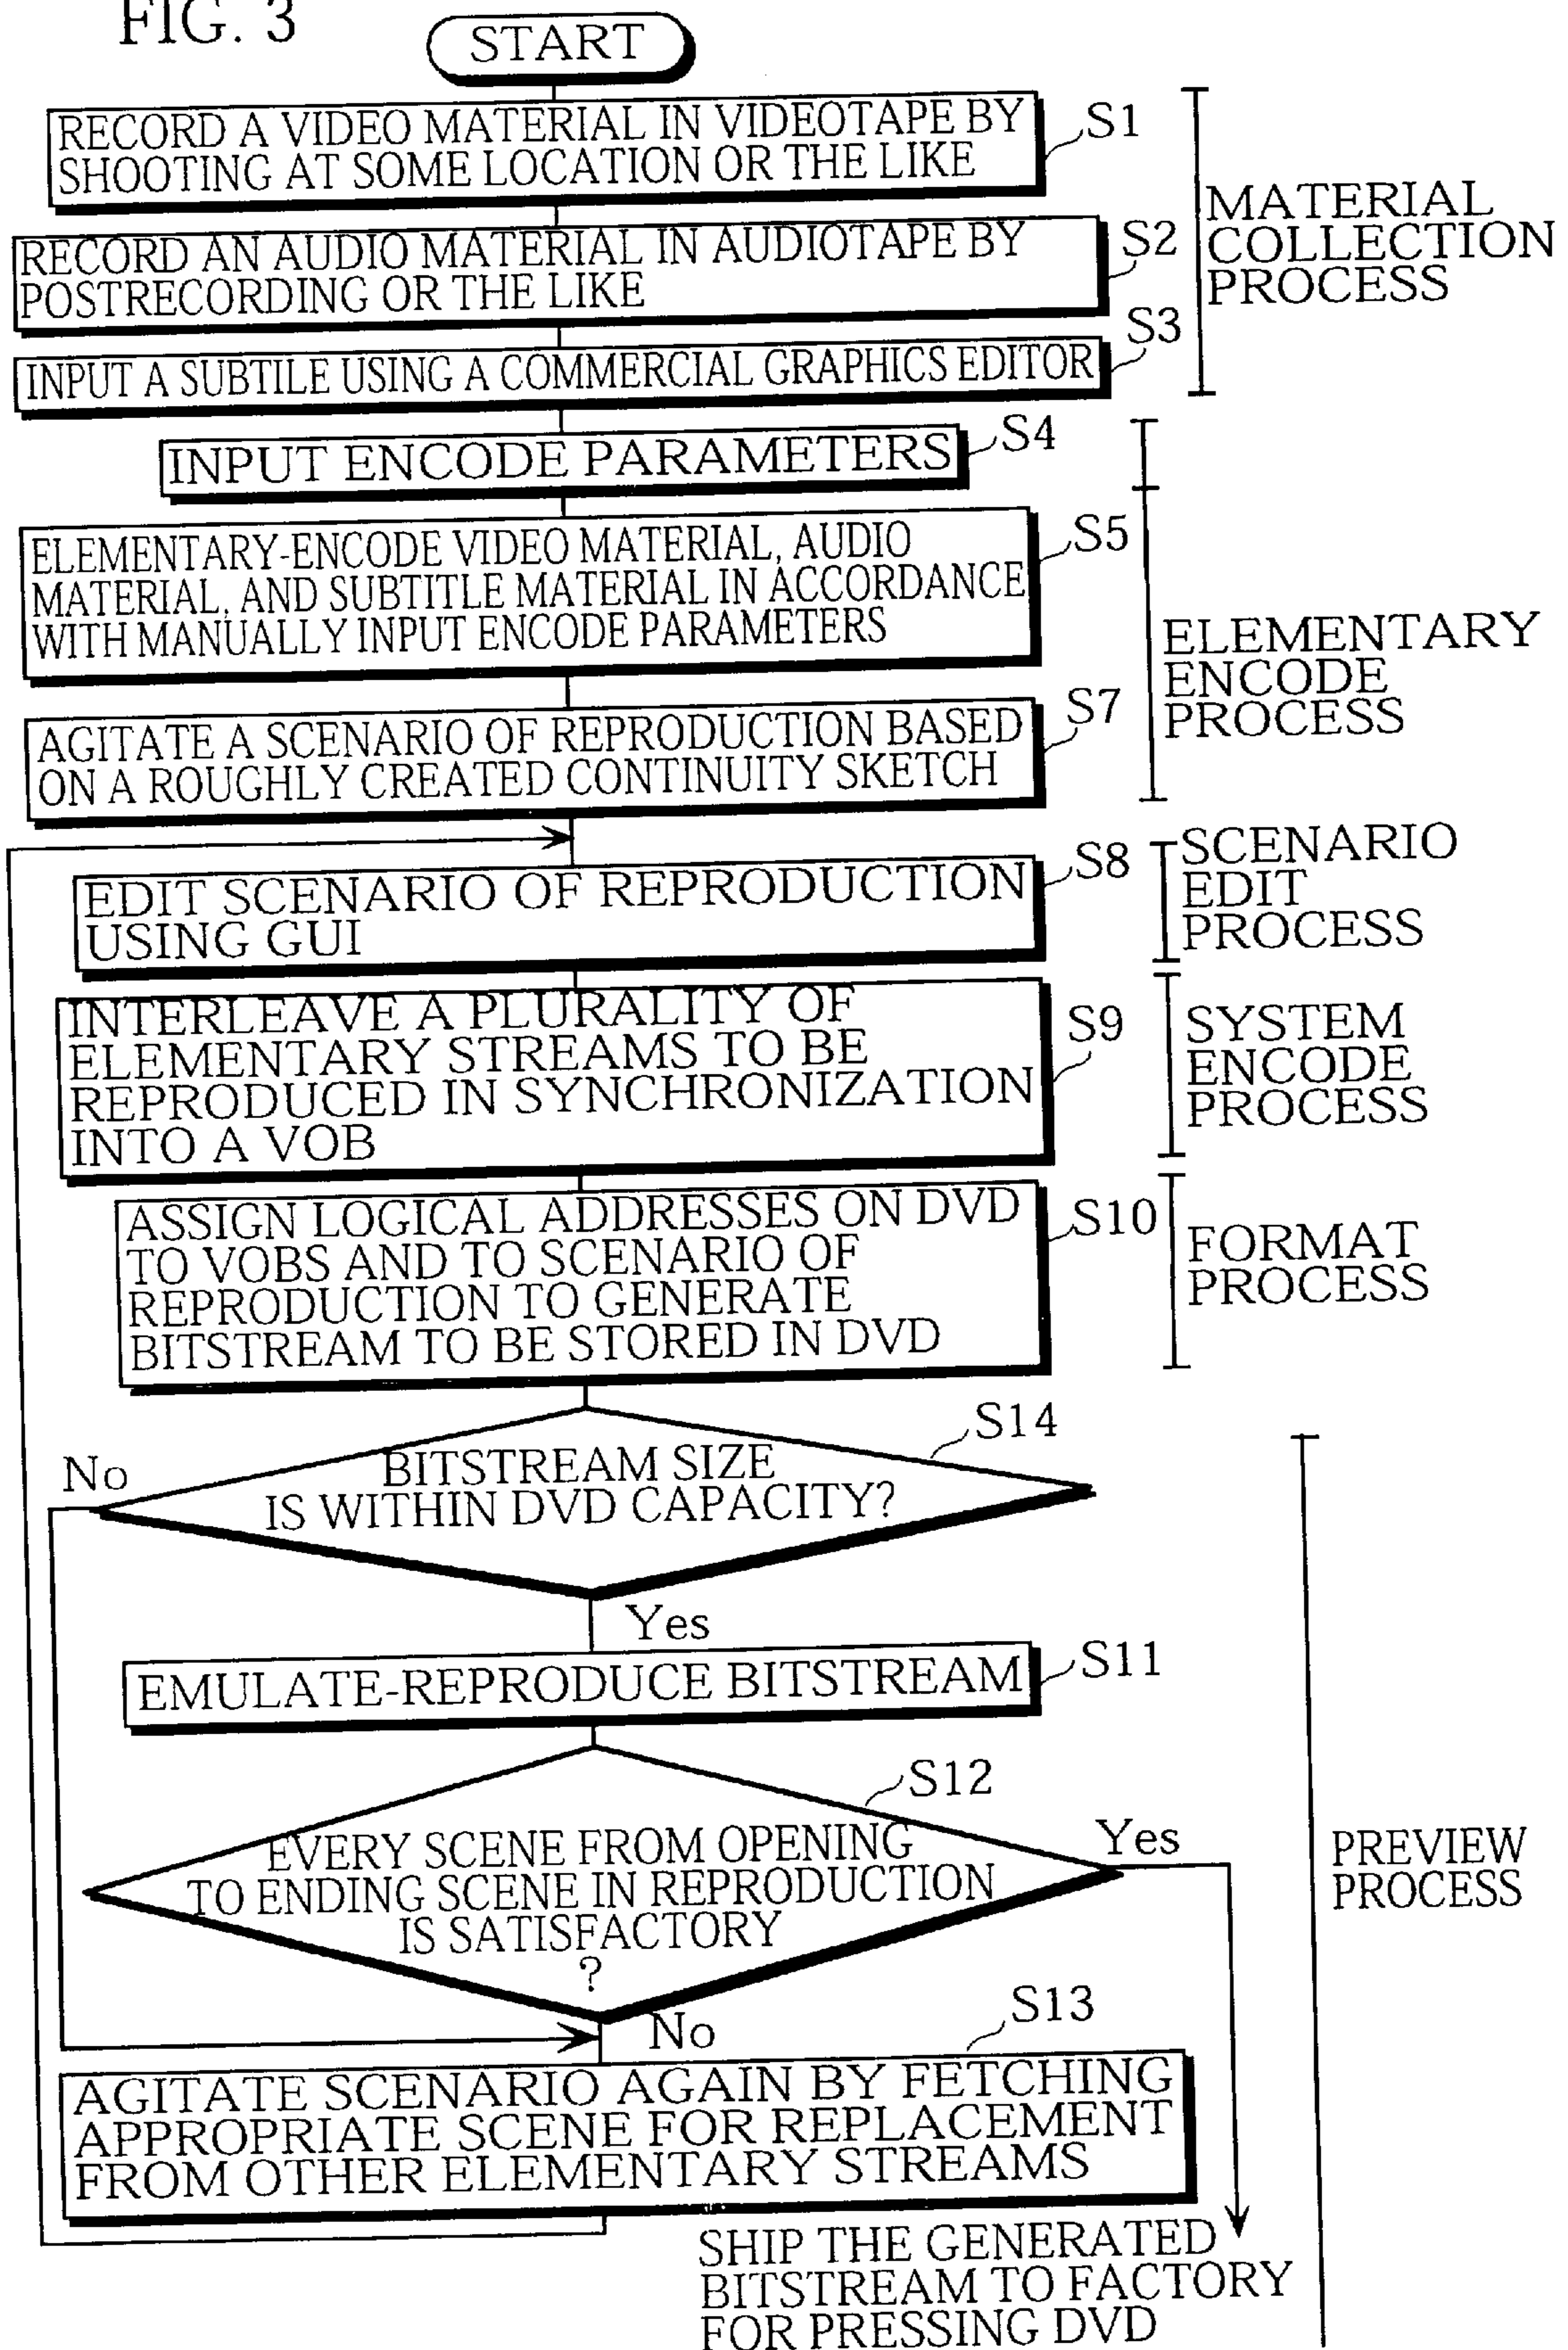 FIG. 3
START
RECORD A VIDEO MATERIAL IN VIDEOTAPE BY
SHOOTING AT SOME LOCATION OR THE LIKE
S1
RECORD AN AUDIO MATERIAL IN AUDIOTAPE BY
POSTRECORDING OR THE LIKE
S2
INPUT A SUBTILE USING A COMMERCIAL GRAPHICS EDITOR
S3
MATERIAL
COLLECTION
PROCESS
INPUT ENCODE PARAMETERS
S4
ELEMENTARY-ENCODE VIDEO MATERIAL, AUDIO
MATERIAL, AND SUBTITLE MATERIAL IN ACCORDANCE
WITH MANUALLY INPUT ENCODE PARAMETERS
S5
AGITATE A SCENARIO OF REPRODUCTION BASED
ON A ROUGHLY CREATED CONTINUITY SKETCH
S7
ELEMENTARY
ENCODE
PROCESS
EDIT SCENARIO OF REPRODUCTION
USING GUI
S8
SCENARIO
EDIT
PROCESS
INTERLEAVE A PLURALITY OF
ELEMENTARY STREAMS TO BE
REPRODUCED IN SYNCHRONIZATION
INTO A VOB
S9
SYSTEM
ENCODE
PROCESS
ASSIGN LOGICAL ADDRESSES ON DVD
TO VOBS AND TO SCENARIO OF
REPRODUCTION TO GENERATE
BITSTREAM TO BE STORED IN DVD
S10
FORMAT
PROCESS
BITSTREAM SIZE
IS WITHIN DVD CAPACITY?
S14
No
Yes
EMULATE-REPRODUCE BITSTREAM
S11
EVERY SCENE FROM OPENING
TO ENDING SCENE IN REPRODUCTION
IS SATISFACTORY
?
S12
Yes
No
PREVIEW
PROCESS
AGITATE SCENARIO AGAIN BY FETCHING
APPROPRIATE SCENE FOR REPLACEMENT
FROM OTHER ELEMENTARY STREAMS
S13
SHIP THE GENERATED
BITSTREAM TO FACTORY
FOR PRESSING DVD